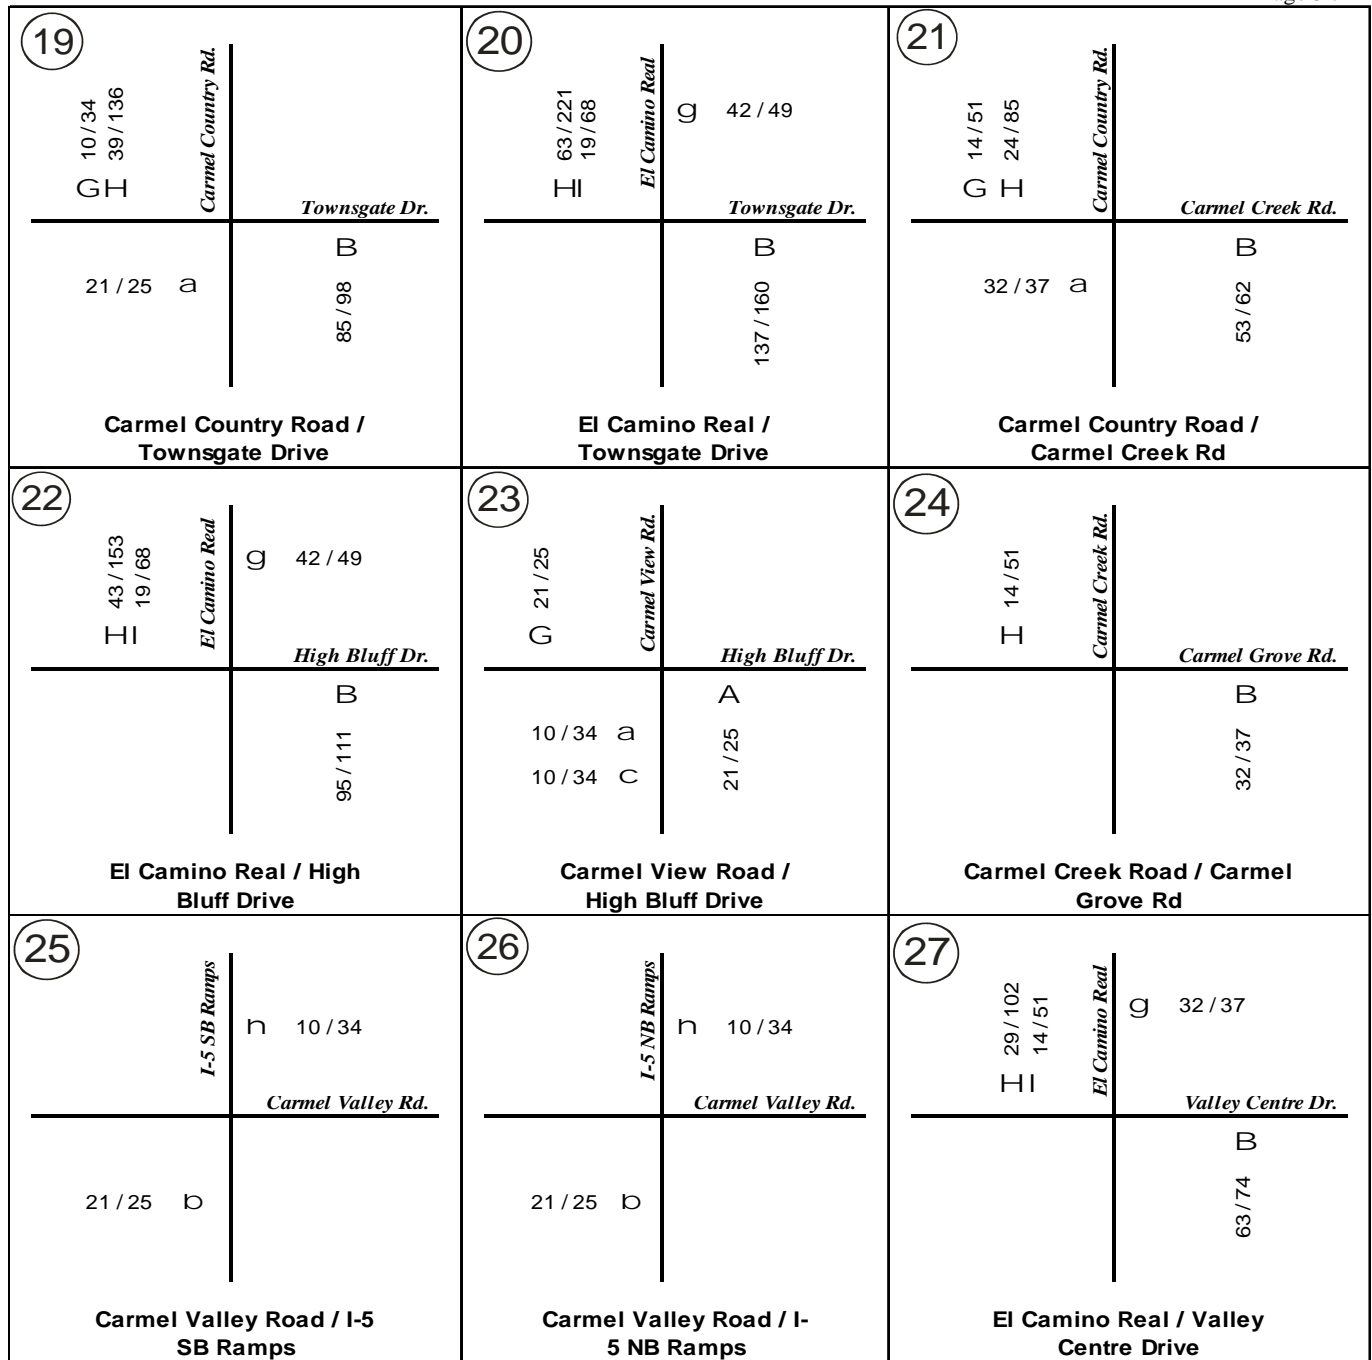 19
10 / 34
39 / 136
GH
Carmel Country Rd.
Townsgate Dr.
21 / 25 a
B
85 / 98
Carmel Country Road /
Townsgate Drive
20
63 / 221
19 / 68
HI
El Camino Real
g 42 / 49
Townsgate Dr.
B
137 / 160
El Camino Real /
Townsgate Drive
21
14 / 51
24 / 85
G H
Carmel Country Rd.
Carmel Creek Rd.
32 / 37 a
B
53 / 62
Carmel Country Road /
Carmel Creek Rd
22
43 / 153
19 / 68
HI
El Camino Real
g 42 / 49
High Bluff Dr.
B
95 / 111
El Camino Real / High
Bluff Drive
23
21 / 25
G
Carmel View Rd.
High Bluff Dr.
10 / 34 a
10 / 34 c
A
21 / 25
Carmel View Road /
High Bluff Drive
24
14 / 51
H
Carmel Creek Rd.
Carmel Grove Rd.
B
32 / 37
Carmel Creek Road / Carmel
Grove Rd
25
I-5 SB Ramps
h 10 / 34
Carmel Valley Rd.
21 / 25 b
Carmel Valley Road / I-5
SB Ramps
26
I-5 NB Ramps
h 10 / 34
Carmel Valley Rd.
21 / 25 b
Carmel Valley Road / I-
5 NB Ramps
27
29 / 102
14 / 51
HI
El Camino Real
g 32 / 37
Valley Centre Dr.
B
63 / 74
El Camino Real / Valley
Centre Drive